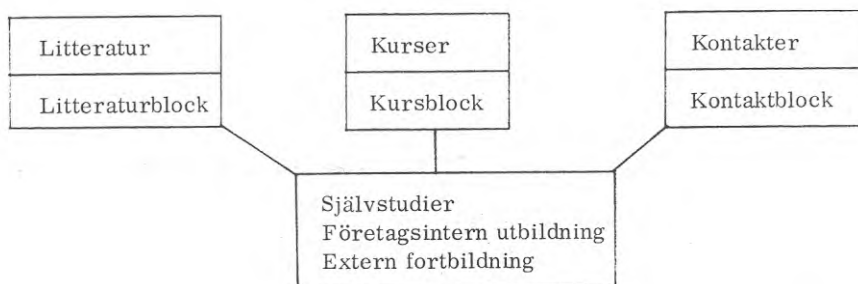 Litteratur
Litteraturblock
Kurser
Kursblock
Kontakter
Kontaktblock
Självstudier
Företagsintern utbildning
Extern fortbildning